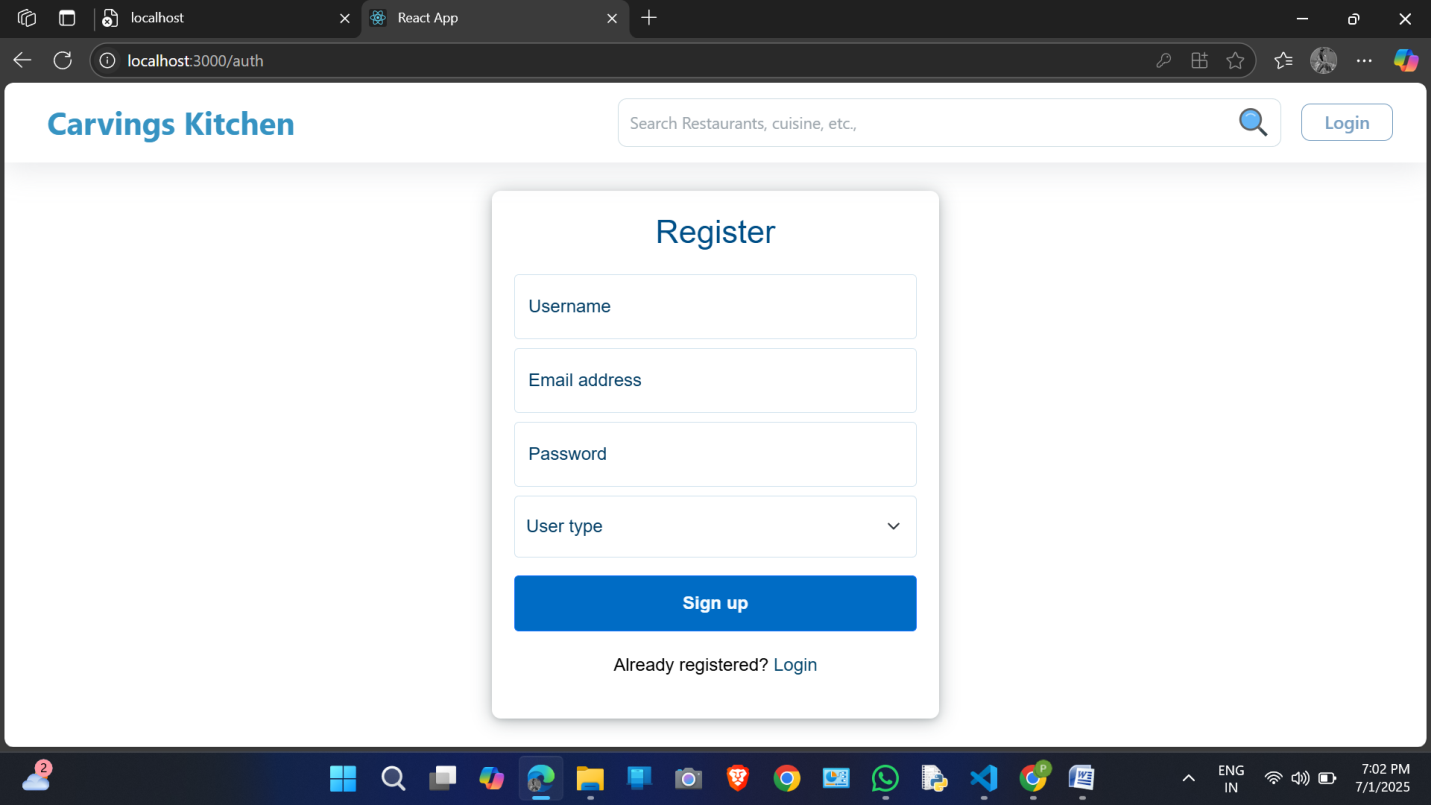 localhost
React App
localhost:3000/auth
Carvings Kitchen
Search Restaurants, cuisine, etc.,
Login
Register
Username
Email address
Password
User type
Sign up
Already registered? Login
2
P
W
ENG
IN
7:02 PM
7/1/2025